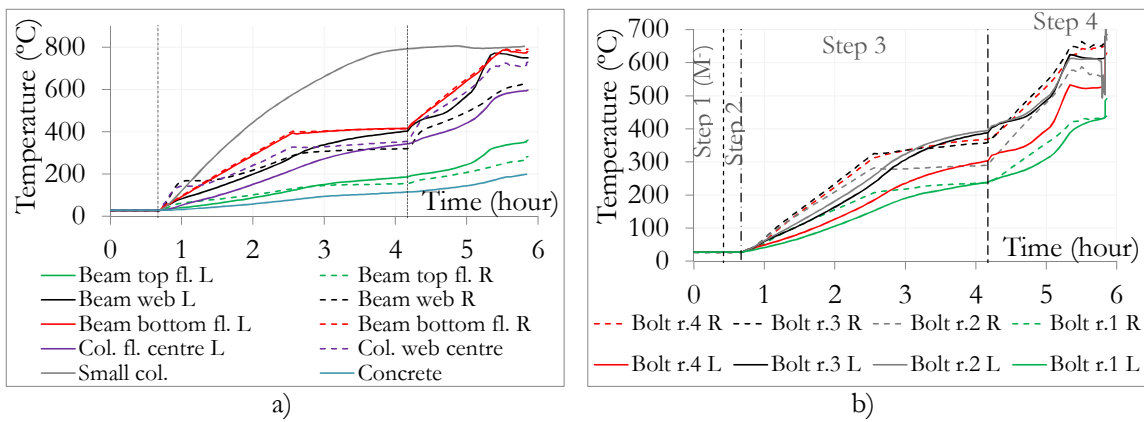 Temperature (ºC)
800
600
400
200
0
Time (hour)
0 1 2 3 4 5 6
Beam top fl. L
Beam top fl. R
Beam web L
Beam web R
Beam bottom fl. L
Beam bottom fl. R
Col. fl. centre L
Col. web centre
Small col.
Concrete
a)
Temperature (ºC)
700
600
500
400
300
200
100
0
Step 1 (M-)
Step 2
Step 3
Step 4
Time (hour)
0 1 2 3 4 5 6
Bolt r.4 R
Bolt r.3 R
Bolt r.2 R
Bolt r.1 R
Bolt r.4 L
Bolt r.3 L
Bolt r.2 L
Bolt r.1 L
b)